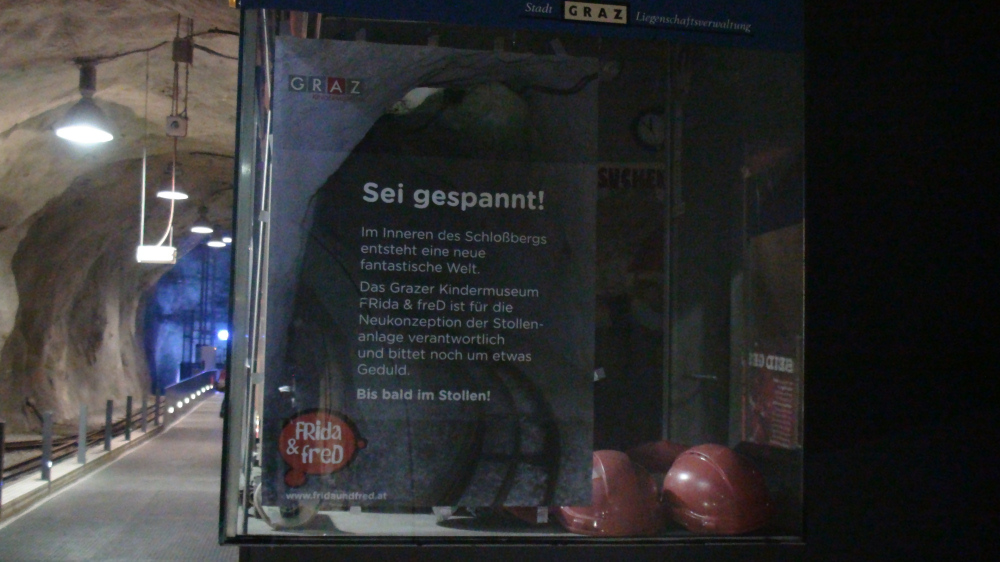 Stadt GRAZ Liegenschaftsverwaltung
GRAZ
Sei gespannt!
Im Inneren des Schloßbergs
entsteht eine neue
fantastische Welt.
Das Grazer Kindermuseum
FRida & freD ist für die
Neukonzeption der Stollen-
anlage verantwortlich
und bittet noch um etwas
Geduld.
Bis bald im Stollen!
FRida
& freD
www.fridaundfred.at